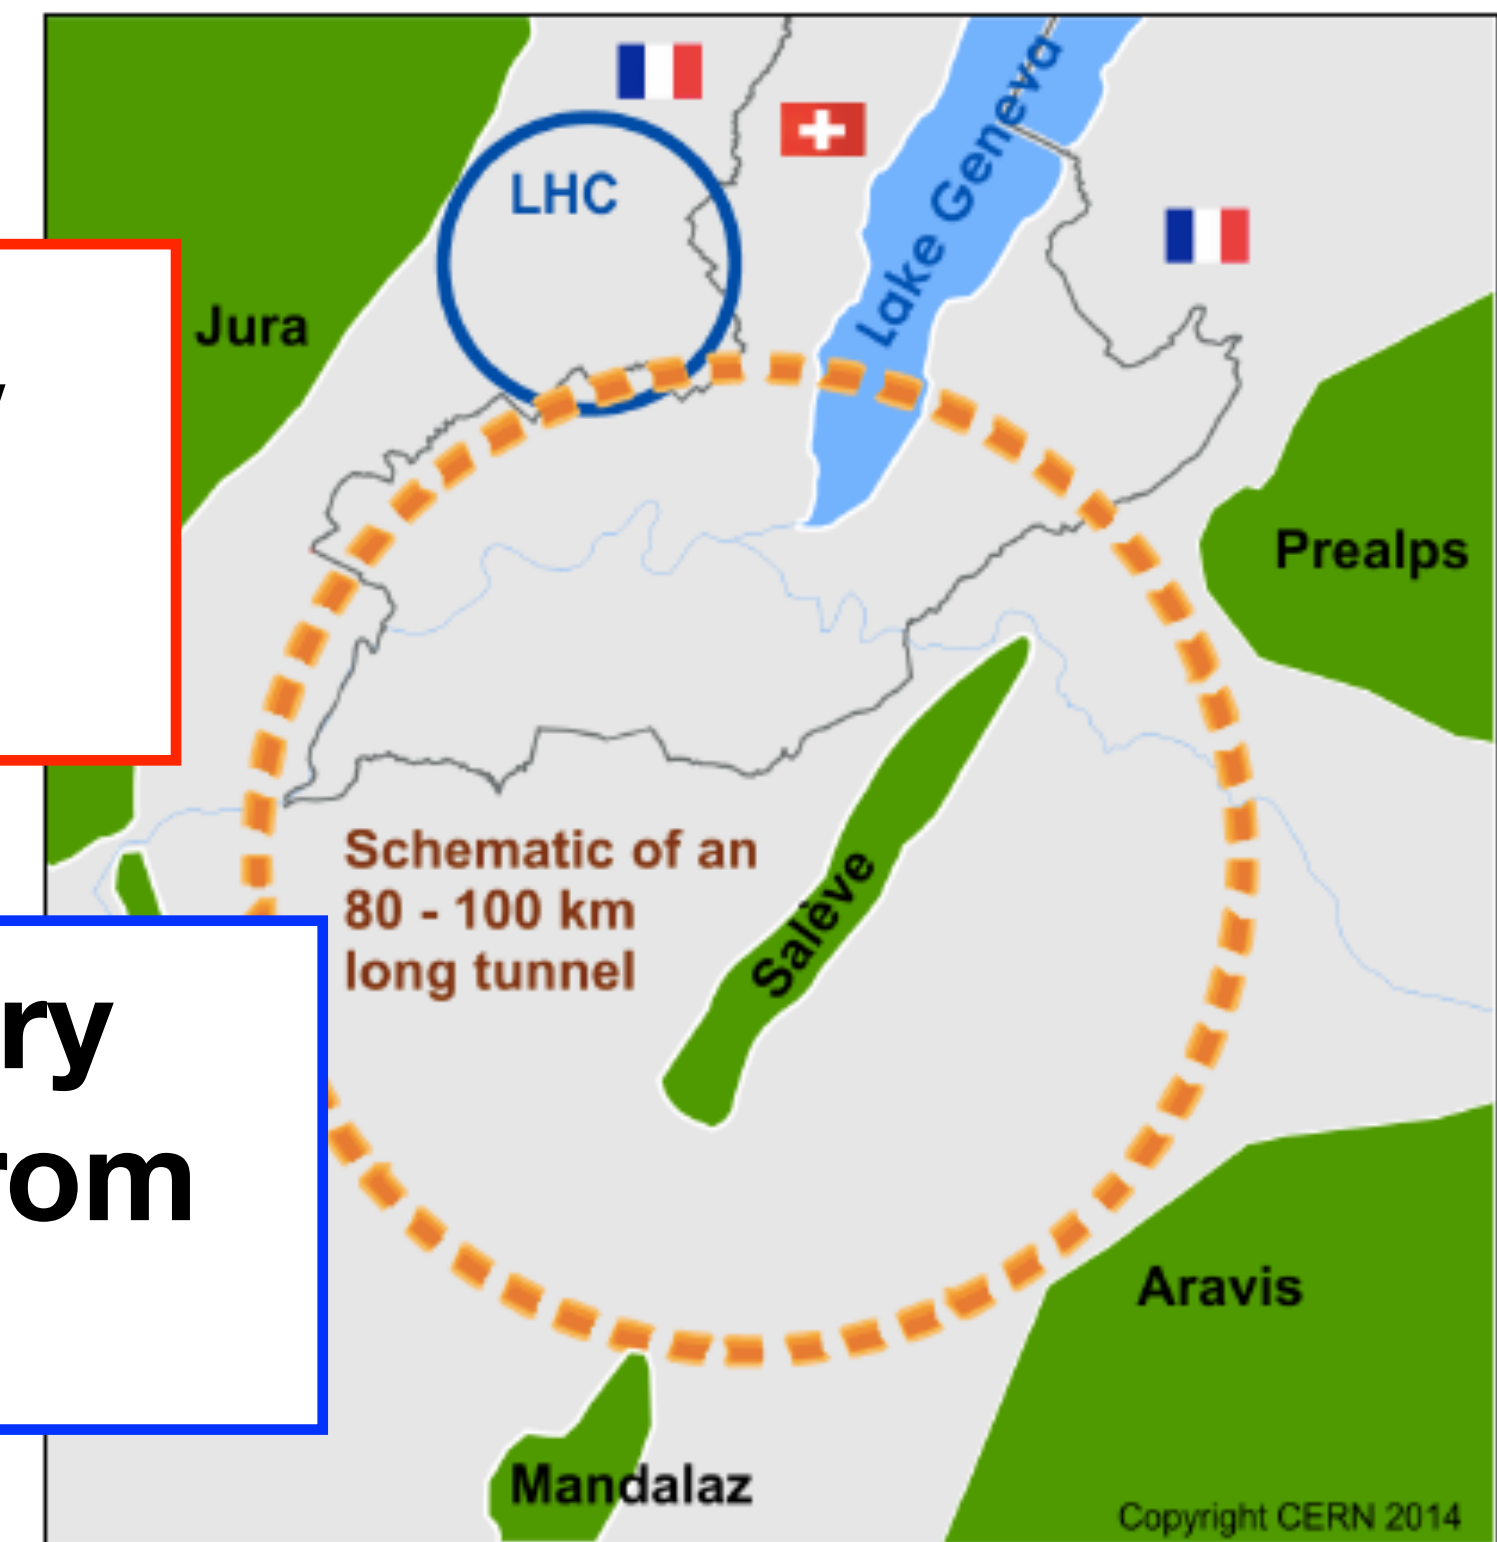 LHC
Lake Geneva
Jura
Prealps
Schematic of an
80 - 100 km
long tunnel
Salève
ry
rom
Aravis
Mandalaz
Copyright CERN 2014